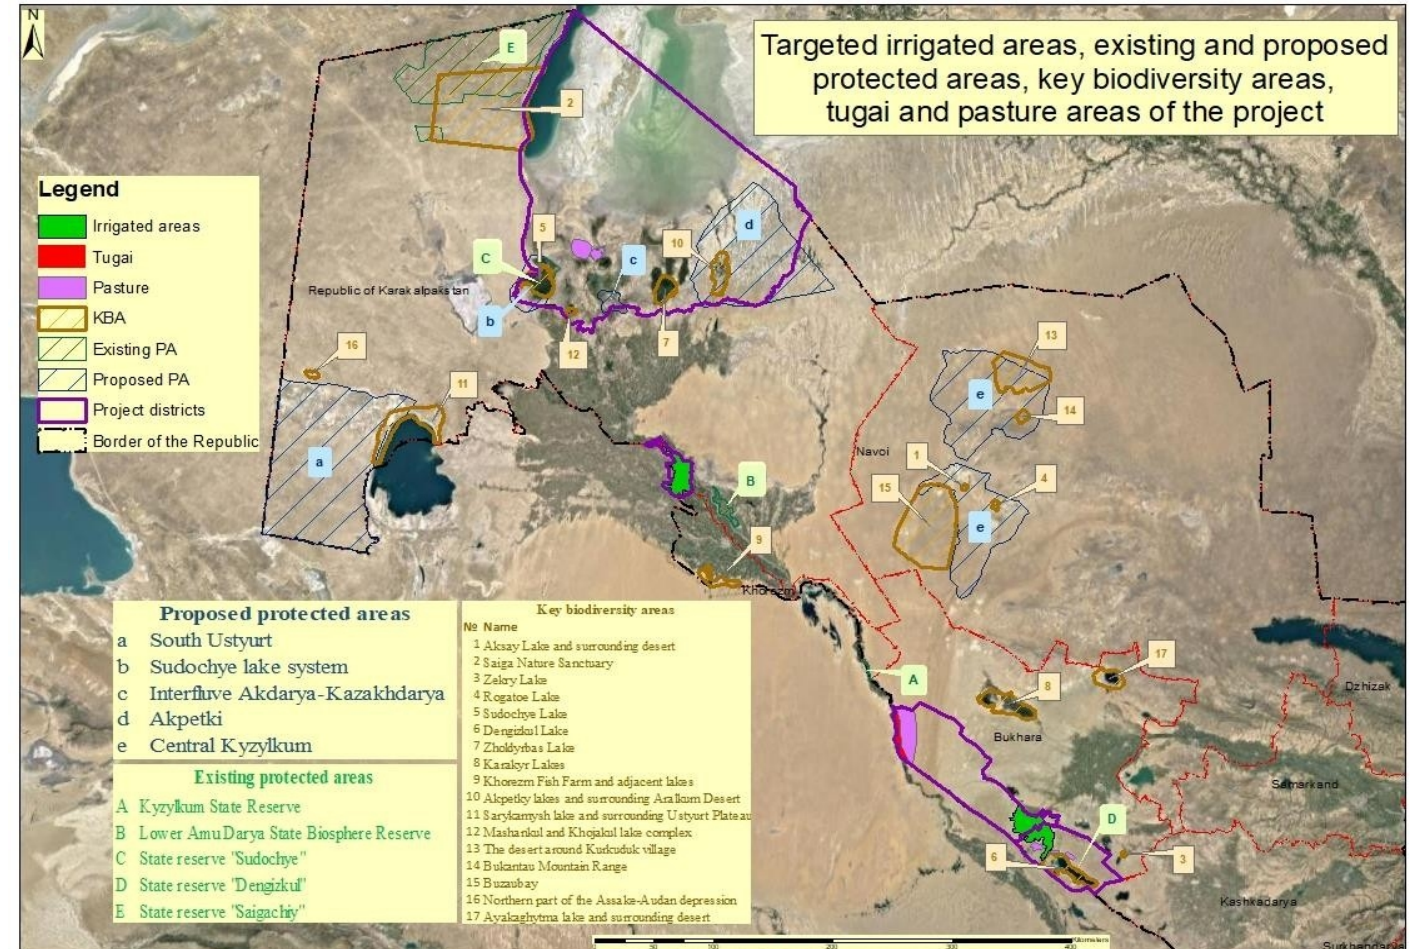 N
Targeted irrigated areas, existing and proposed
protected areas, key biodiversity areas,
tugai and pasture areas of the project
E
2
Legend
Irrigated areas
Tugai
Pasture
KBA
Existing PA
Proposed PA
Project districts
Border of the Republic
5
C
c
10
d
Republic of Karakalpakstan
b
12
7
16
11
a
13
e
14
Navoi
1
15
4
e
B
9
Khorezm
A
17
8
Bukhara
Dzhizak
Samarkand
D
6
3
Kashkadarya
Surkhandarya
Proposed protected areas
a South Ustyurt
b Sudochye lake system
c Interfluve Akdarya-Kazakhdarya
d Akpetki
e Central Kyzylkum
Existing protected areas
A Kyzylkum State Reserve
B Lower Amu Darya State Biosphere Reserve
C State reserve "Sudochye"
D State reserve "Dengizkul"
E State reserve "Saigachiy"
Key biodiversity areas
№ Name
1 Aksay Lake and surrounding desert
2 Saiga Nature Sanctuary
3 Zekry Lake
4 Rogatoe Lake
5 Sudochye Lake
6 Dengizkul Lake
7 Zholdyrbas Lake
8 Karakyr Lakes
9 Khorezm Fish Farm and adjacent lakes
10 Akpetky lakes and surrounding Aralkum Desert
11 Sarykamysh lake and surrounding Ustyurt Plateau
12 Mashankul and Khojakul lake complex
13 The desert around Kurkuduk village
14 Bukantau Mountain Range
15 Buzaubay
16 Northern part of the Assake-Audan depression
17 Ayakaghytma lake and surrounding desert
Kilometers
0 50 100 200 300 400